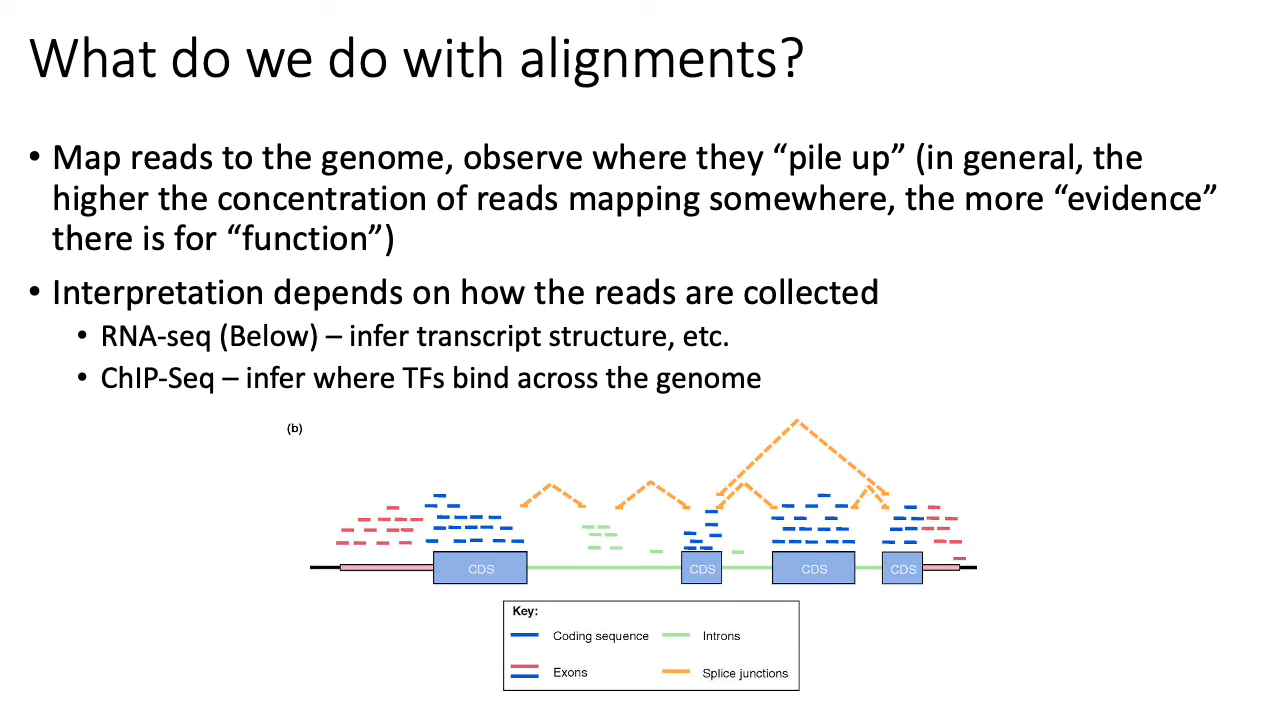 What do we do with alignments?
• Map reads to the genome, observe where they “pile up” (in general, the
higher the concentration of reads mapping somewhere, the more “evidence”
there is for “function”)
• Interpretation depends on how the reads are collected
• RNA-seq (Below) – infer transcript structure, etc.
• ChIP-Seq – infer where TFs bind across the genome
(b)
CDS CDS CDS CDS
Key:
Coding sequence Introns
Exons Splice junctions